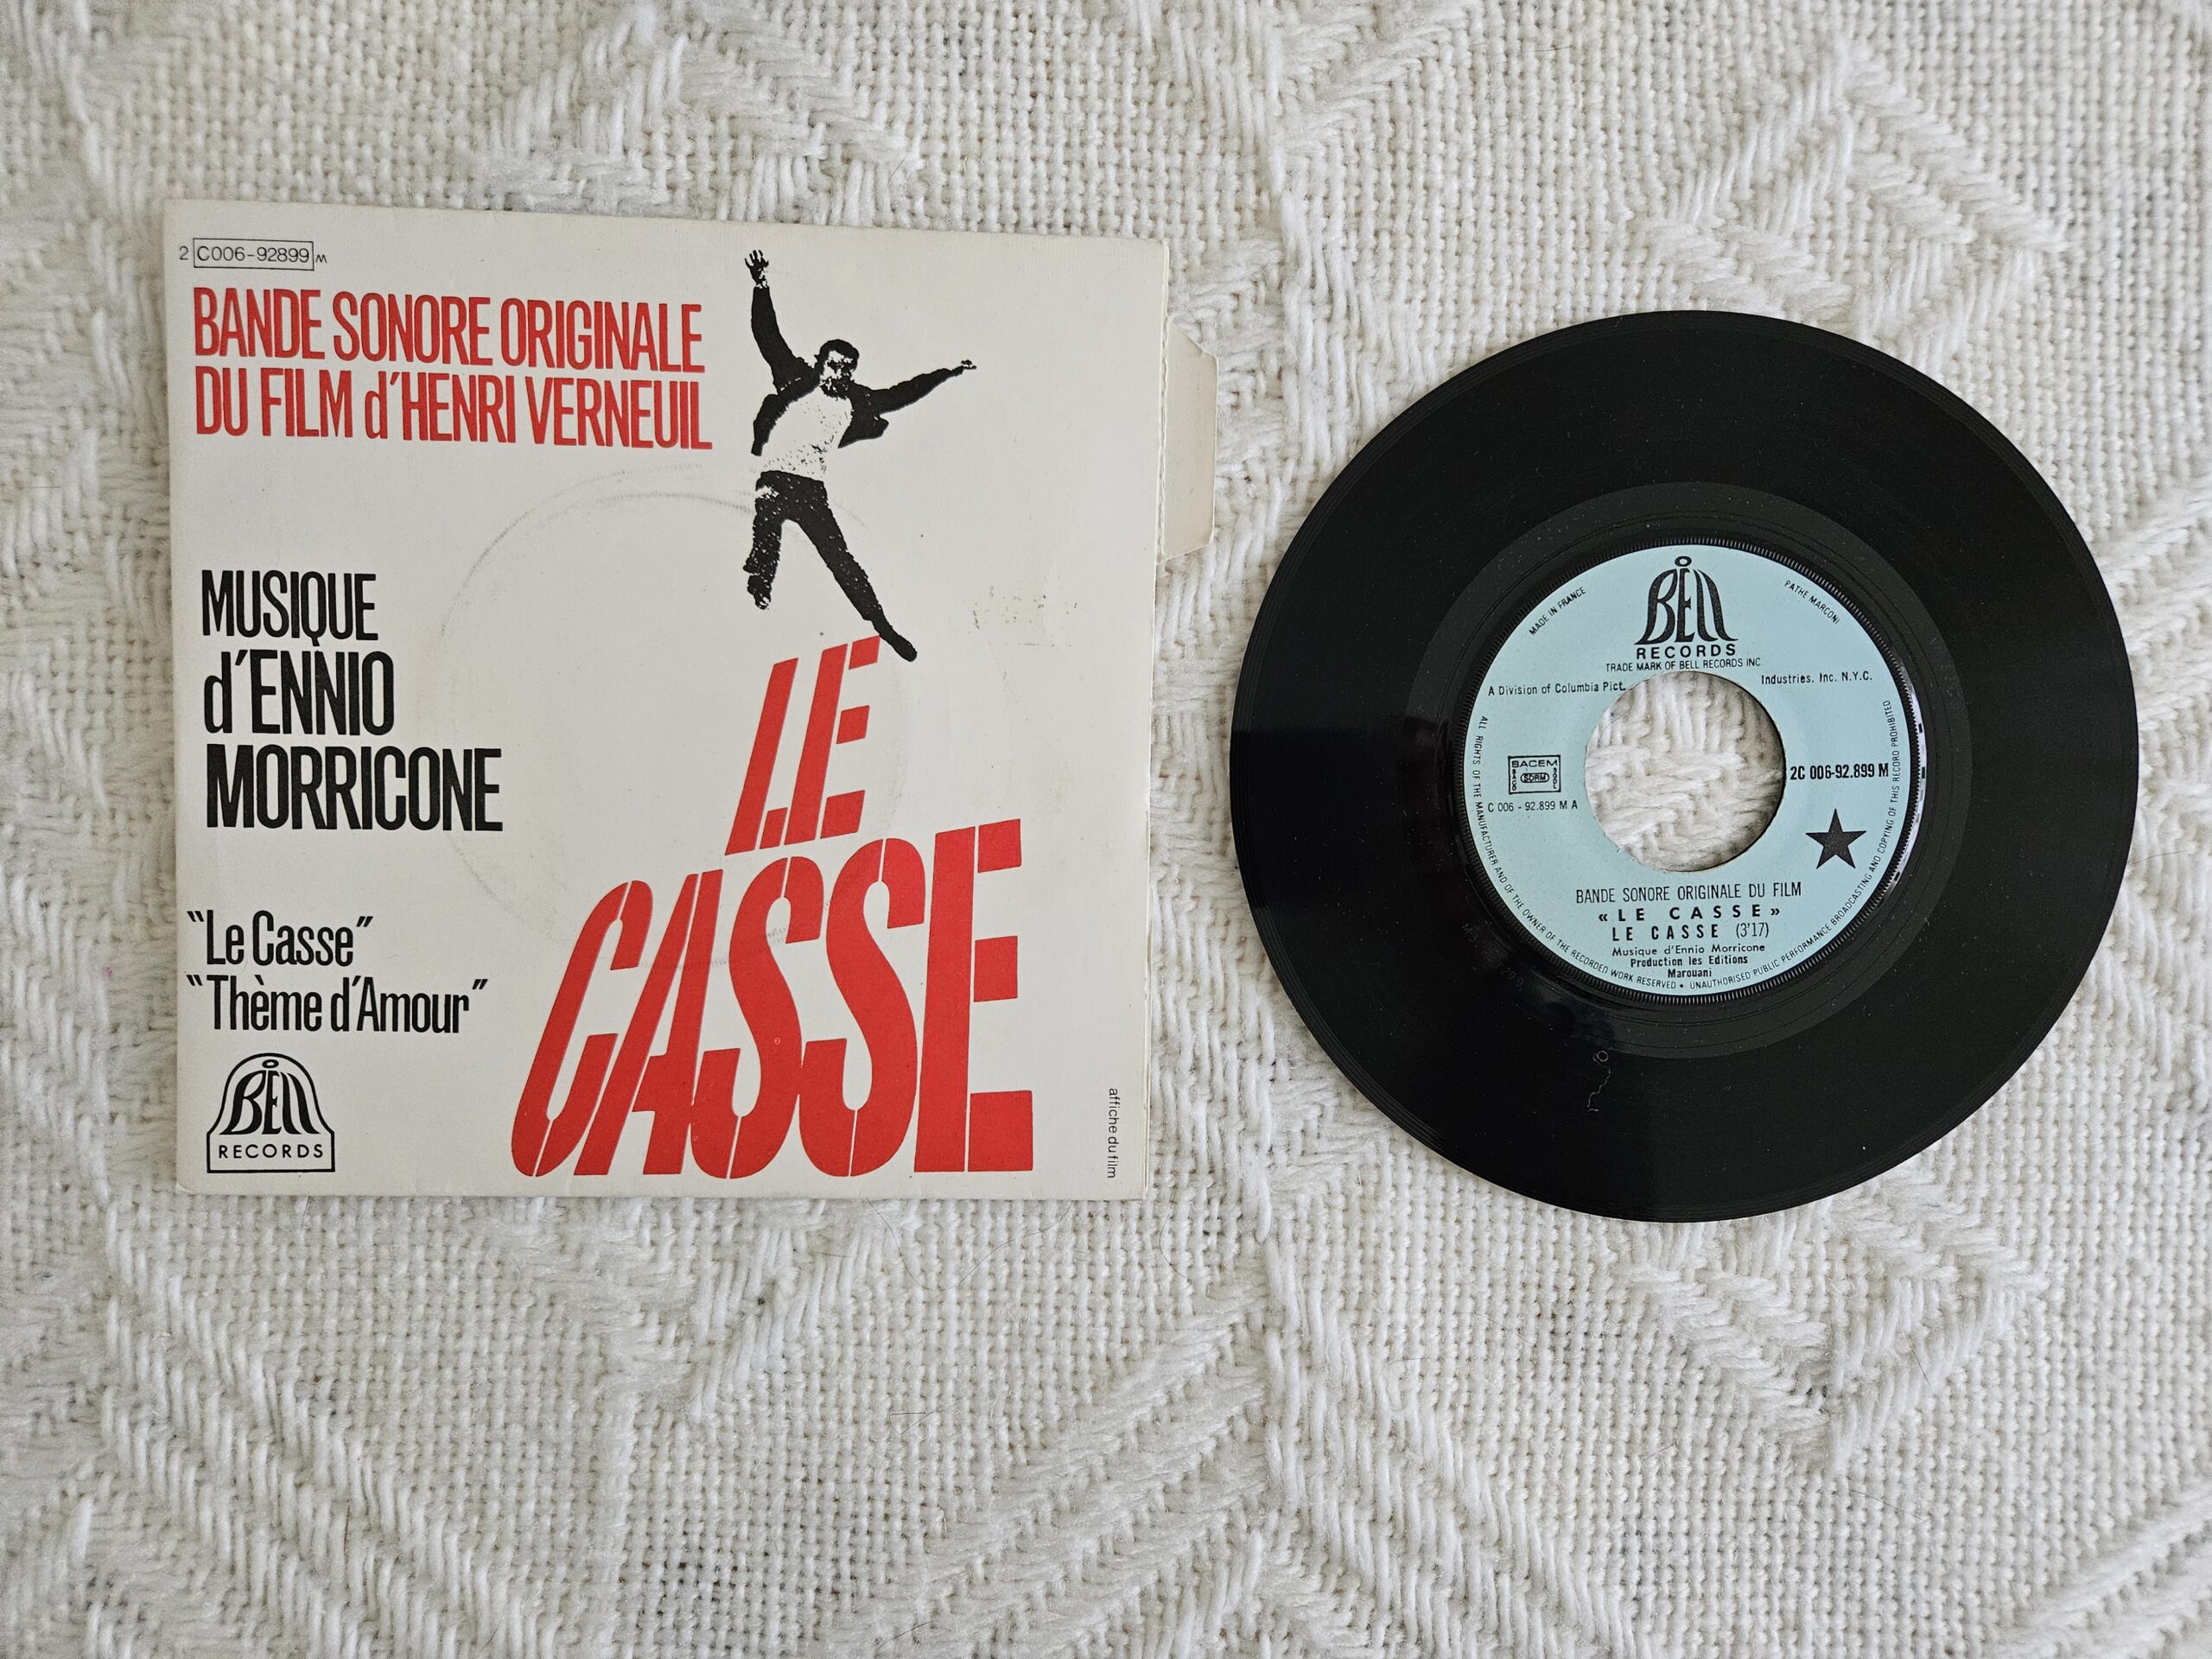 2 C006-92899 M
BANDE SONORE ORIGINALE
DU FILM d'HENRI VERNEUIL
MUSIQUE
d'ENNIO
MORRICONE
"Le Casse"
"Thème d'Amour"
BELL
RECORDS
LE
CASSE
affiche du film
MADE IN FRANCE
BELL
RECORDS
PATHE MARCONI
TRADE MARK OF BELL RECORDS INC.
A Division of Columbia Pict. Industries. Inc. N.Y.C.
SACEM
SDRM
C 006 - 92.899 M A
2C 006-92.899 M
BANDE SONORE ORIGINALE DU FILM
«LE CASSE»
LE CASSE (3'17)
Musique d'Ennio Morricone
Production les Editions
Marouani
ALL RIGHTS OF THE MANUFACTURER AND OF THE OWNER OF THE RECORDED WORK RESERVED • UNAUTHORISED PUBLIC PERFORMANCE BROADCASTING AND COPYING OF THIS RECORD PROHIBITED